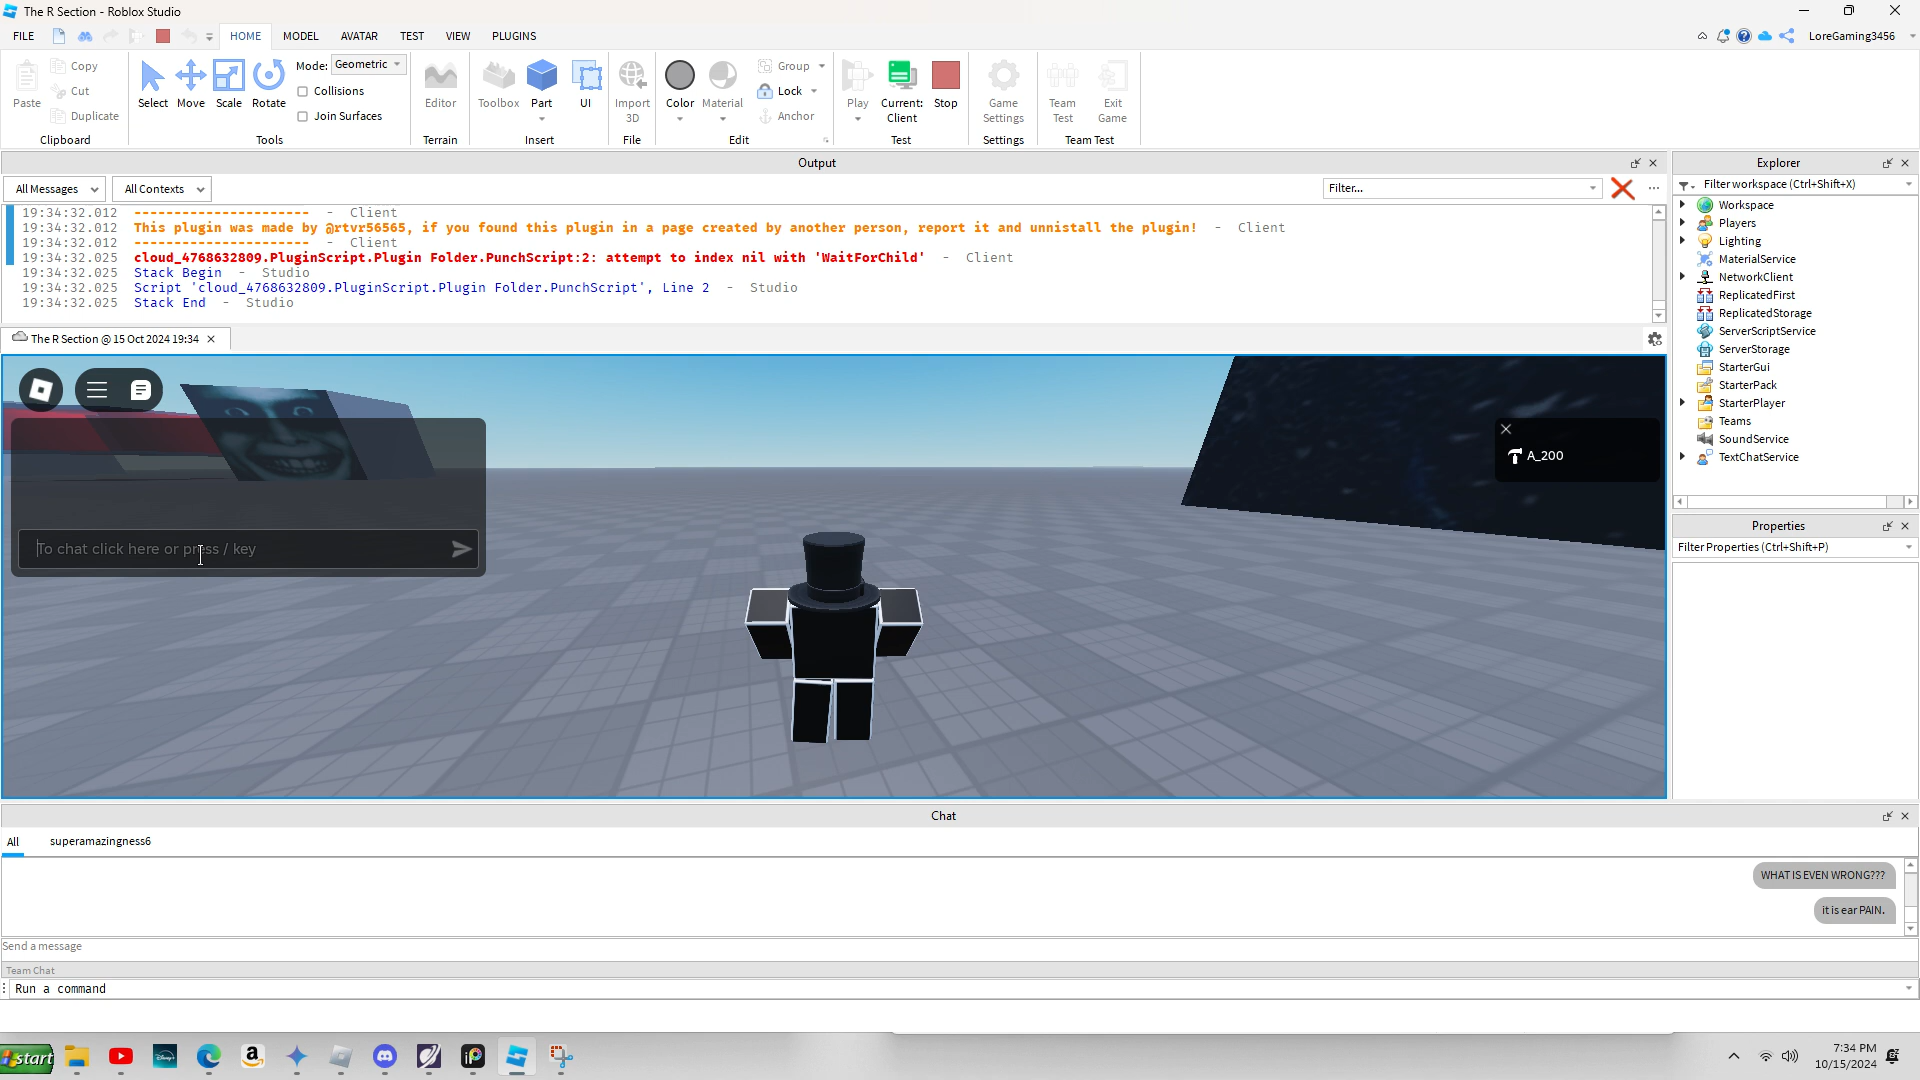 The R Section - Roblox Studio
FILE HOME MODEL AVATAR TEST VIEW PLUGINS LoreGaming3456
Paste Copy Cut Duplicate
Clipboard
Select Move Scale Rotate
Mode: Geometric
Collisions
Join Surfaces
Tools
Editor
Terrain
Toolbox Part UI
Insert
Import 3D
File
Color Material Group Lock Anchor
Edit
Play Current: Client Stop
Test
Game Settings
Settings
Team Test Exit Game
Team Test
Output
All Messages All Contexts Filter...
19:34:32.012 ---------------------- - Client
19:34:32.012 This plugin was made by @rtvr56565, if you found this plugin in a page created by another person, report it and unnistall the plugin! - Client
19:34:32.012 ---------------------- - Client
19:34:32.025 cloud_4768632809.PluginScript.Plugin Folder.PunchScript:2: attempt to index nil with 'WaitForChild' - Client
19:34:32.025 Stack Begin - Studio
19:34:32.025 Script 'cloud_4768632809.PluginScript.Plugin Folder.PunchScript', Line 2 - Studio
19:34:32.025 Stack End - Studio
The R Section @ 15 Oct 2024 19:34
To chat click here or press / key
A_200
Explorer
Filter workspace (Ctrl+Shift+X)
Workspace
Players
Lighting
MaterialService
NetworkClient
ReplicatedFirst
ReplicatedStorage
ServerScriptService
ServerStorage
StarterGui
StarterPack
StarterPlayer
Teams
SoundService
TextChatService
Properties
Filter Properties (Ctrl+Shift+P)
Chat
All superamazingness6
WHAT IS EVEN WRONG???
it is ear PAIN.
Send a message
Team Chat
Run a command
start
Disney+
a
iP
7:34 PM
10/15/2024